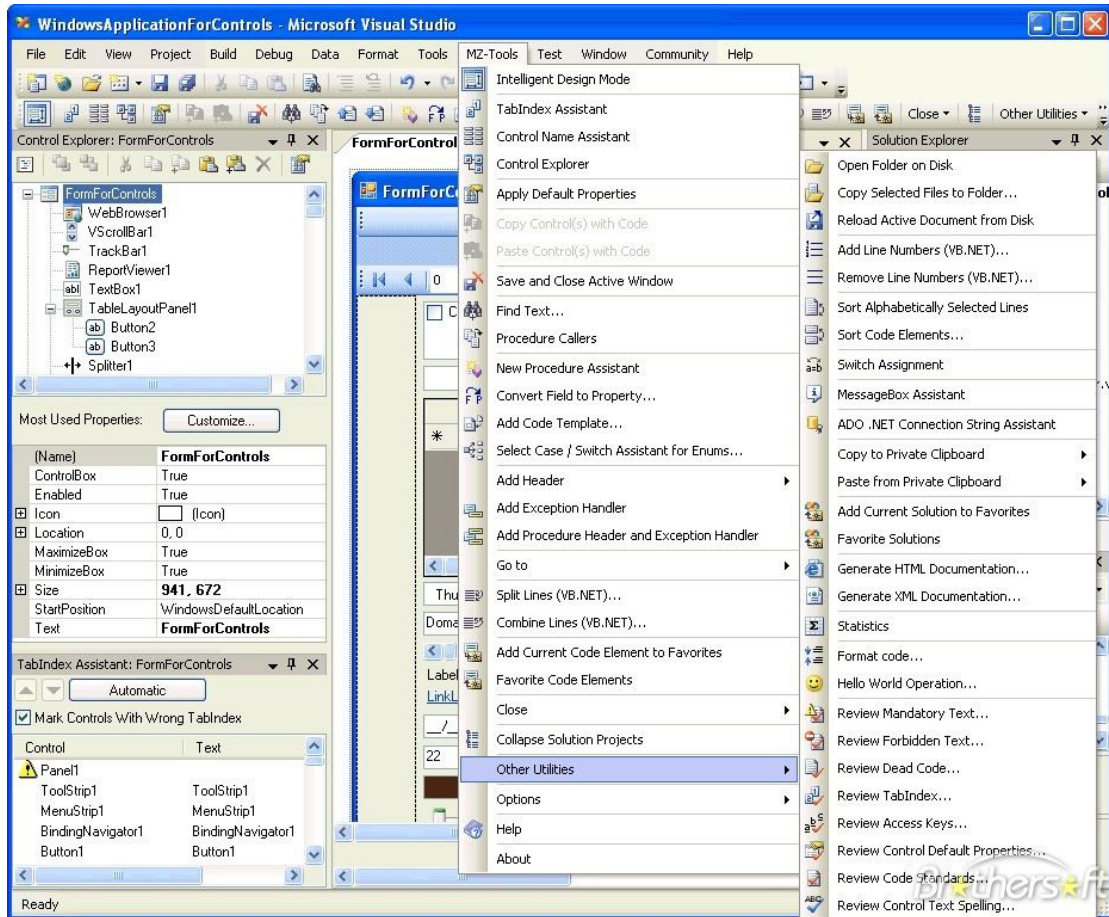 WindowsApplicationForControls - Microsoft Visual Studio
File Edit View Project Build Debug Data Format Tools MZ-Tools Test Window Community Help
Close Other Utilities
Control Explorer: FormForControls
FormForControls
WebBrowser1
VScrollBar1
TrackBar1
ReportViewer1
TextBox1
TableLayoutPanel1
Button2
Button3
Splitter1
Most Used Properties: Customize...
(Name) FormForControls
ControlBox True
Enabled True
Icon (Icon)
Location 0, 0
MaximizeBox True
MinimizeBox True
Size 941, 672
StartPosition WindowsDefaultLocation
Text FormForControls
TabIndex Assistant: FormForControls
Automatic
Mark Controls With Wrong TabIndex
Control Text
Panel1
ToolStrip1 ToolStrip1
MenuStrip1 MenuStrip1
BindingNavigator1 BindingNavigator1
Button1 Button1
Ready
FormForControl
FormForC
0
C
Thu
Doma
Label
LinkL
22
Intelligent Design Mode
TabIndex Assistant
Control Name Assistant
Control Explorer
Apply Default Properties
Copy Control(s) with Code
Paste Control(s) with Code
Save and Close Active Window
Find Text...
Procedure Callers
New Procedure Assistant
Convert Field to Property...
Add Code Template...
Select Case / Switch Assistant for Enums...
Add Header
Add Exception Handler
Add Procedure Header and Exception Handler
Go to
Split Lines (VB.NET)...
Combine Lines (VB.NET)...
Add Current Code Element to Favorites
Favorite Code Elements
Close
Collapse Solution Projects
Other Utilities
Options
Help
About
Solution Explorer
Open Folder on Disk
Copy Selected Files to Folder...
Reload Active Document from Disk
Add Line Numbers (VB.NET)...
Remove Line Numbers (VB.NET)...
Sort Alphabetically Selected Lines
Sort Code Elements...
Switch Assignment
MessageBox Assistant
ADO .NET Connection String Assistant
Copy to Private Clipboard
Paste from Private Clipboard
Add Current Solution to Favorites
Favorite Solutions
Generate HTML Documentation...
Generate XML Documentation...
Statistics
Format code...
Hello World Operation...
Review Mandatory Text...
Review Forbidden Text...
Review Dead Code...
Review TabIndex...
Review Access Keys...
Review Control Default Properties...
Review Code Standards...
Review Control Text Spelling...
Brothersoft